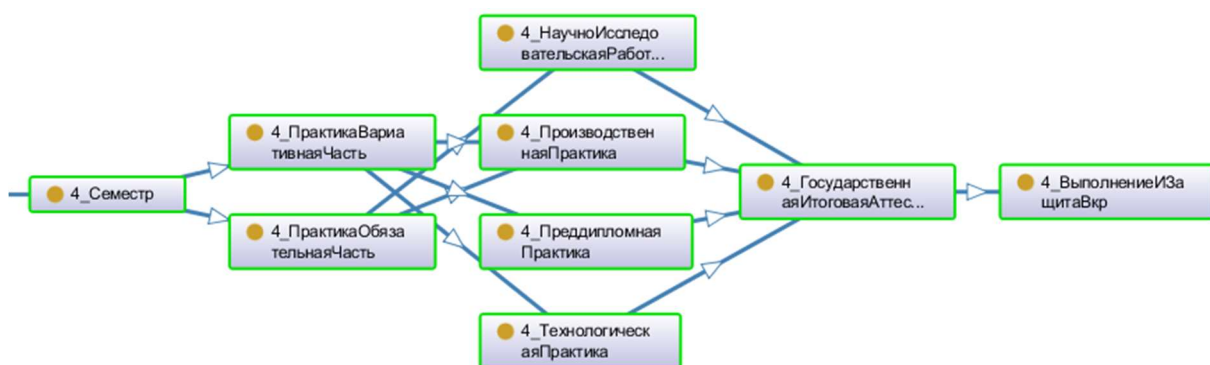 4_НаучноИсследо
вательскаяРабот...
4_ПрактикаВариа
тивнаяЧасть
4_Производствен
наяПрактика
4_Семестр
4_Государственн
аяИтоговаяАттес...
4_ВыполнениеИЗа
щитаВкр
4_ПрактикаОбяза
тельнаяЧасть
4_Преддипломная
Практика
4_Технологическ
аяПрактика